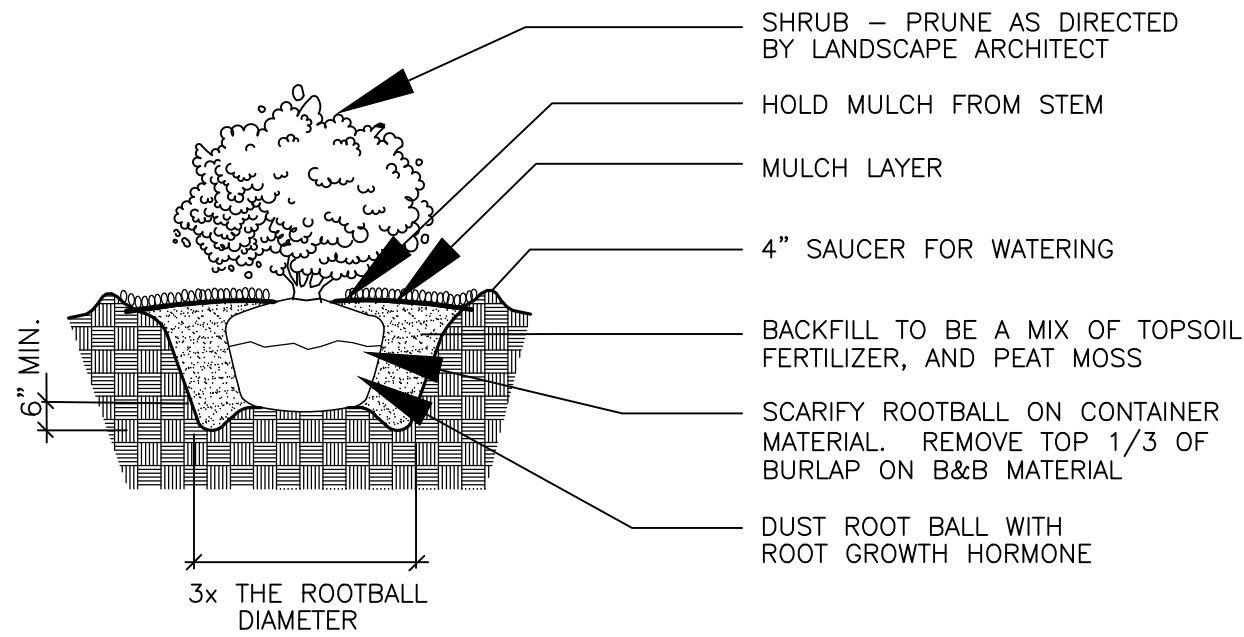 SHRUB – PRUNE AS DIRECTED
BY LANDSCAPE ARCHITECT
HOLD MULCH FROM STEM
MULCH LAYER
4" SAUCER FOR WATERING
BACKFILL TO BE A MIX OF TOPSOIL
FERTILIZER, AND PEAT MOSS
SCARIFY ROOTBALL ON CONTAINER
MATERIAL. REMOVE TOP 1/3 OF
BURLAP ON B&B MATERIAL
DUST ROOT BALL WITH
ROOT GROWTH HORMONE
6" MIN.
3x THE ROOTBALL
DIAMETER